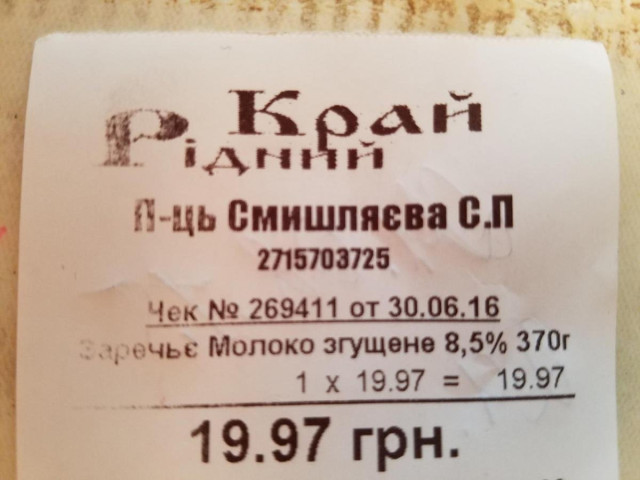 Рідний Край
П-ць Смишляєва С.П
2715703725
Чек № 269411 от 30.06.16
Заречьє Молоко згущене 8,5% 370г
1 x 19.97 = 19.97
19.97 грн.